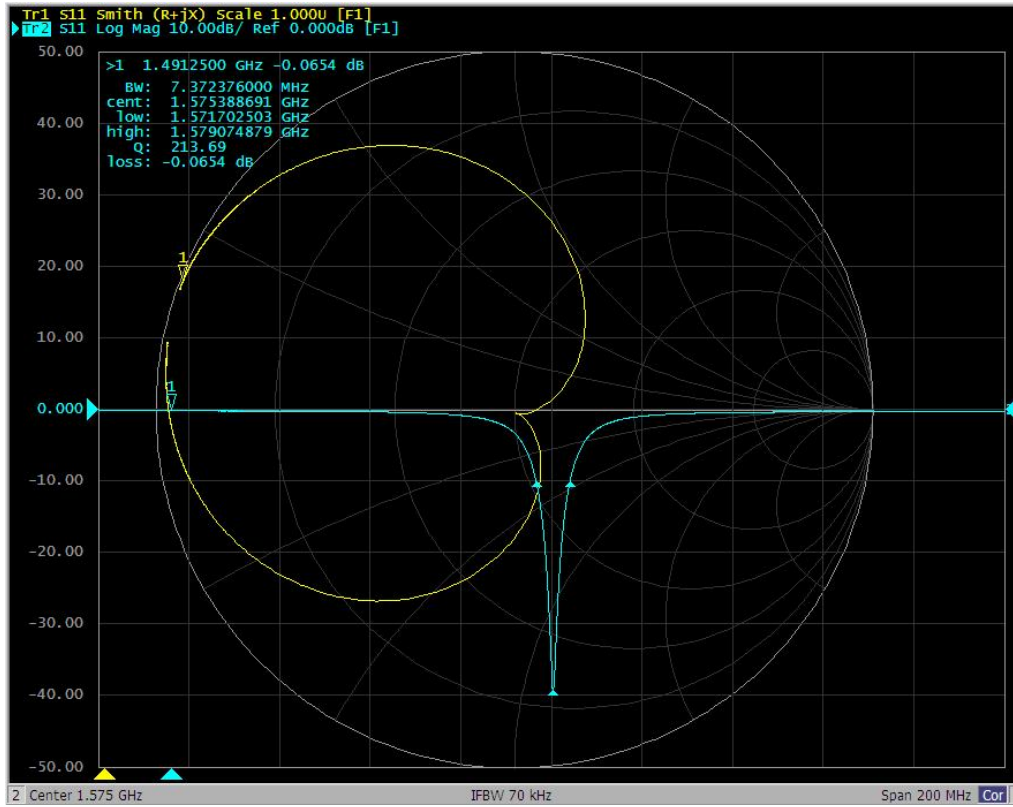 Tr1 S11 Smith (R+jX) Scale 1.000U [F1]
Tr2 S11 Log Mag 10.00dB/ Ref 0.000dB [F1]
50.00
>1 1.4912500 GHz -0.0654 dB
BW: 7.372376000 MHz
cent: 1.575388691 GHz
low: 1.571702503 GHz
high: 1.579074879 GHz
Q: 213.69
loss: -0.0654 dB
40.00
30.00
20.00
10.00
0.000
-10.00
-20.00
-30.00
-40.00
-50.00
1
1
2 Center 1.575 GHz IFBW 70 kHz Span 200 MHz Cor